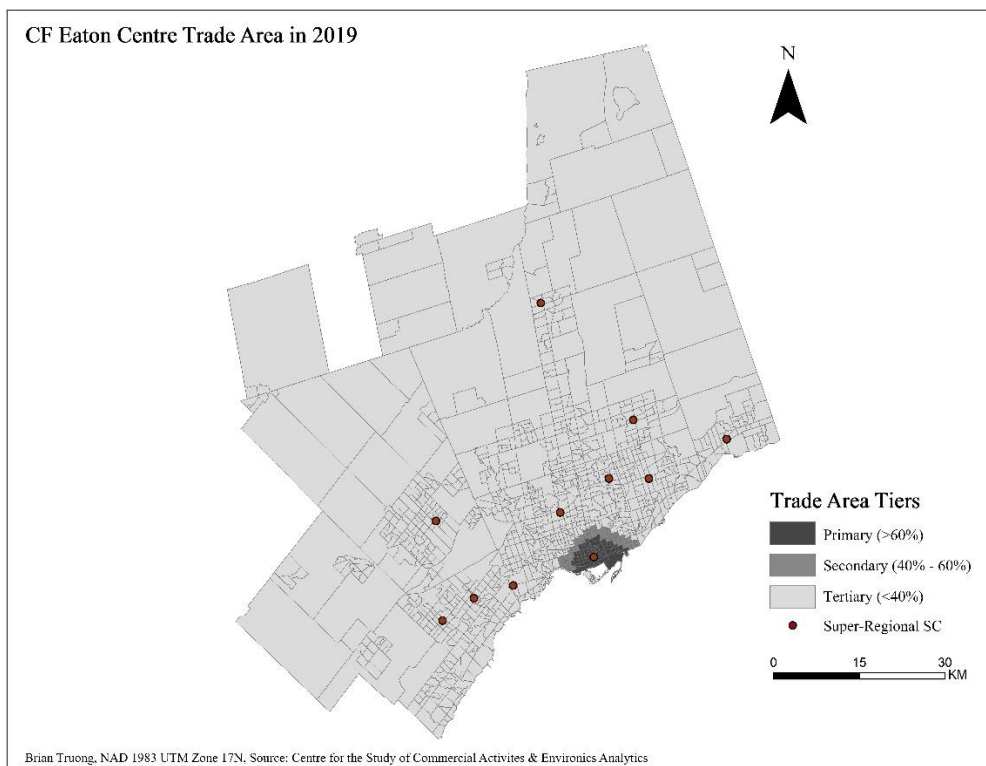 CF Eaton Centre Trade Area in 2019
N
Trade Area Tiers
Primary (>60%)
Secondary (40% - 60%)
Tertiary (<40%)
Super-Regional SC
0 15 30
KM
Brian Truong, NAD 1983 UTM Zone 17N, Source: Centre for the Study of Commercial Activites & Environics Analytics